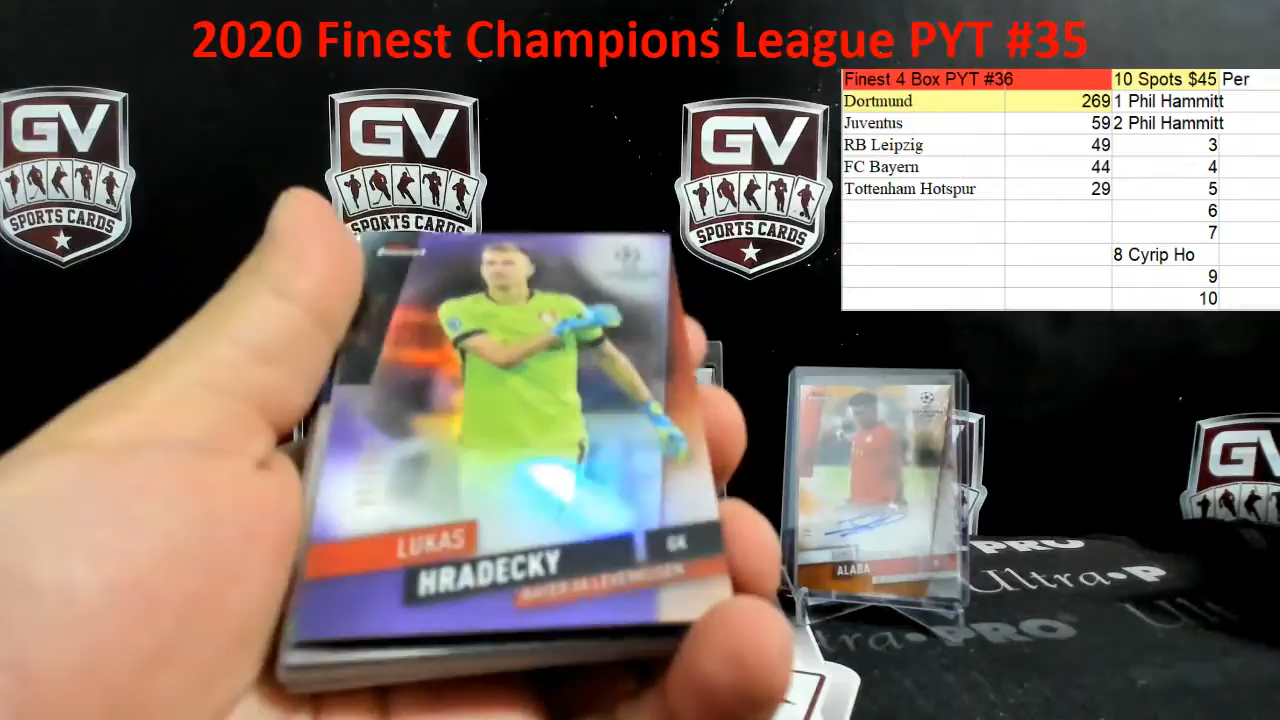 2020 Finest Champions League PYT #35
Finest 4 Box PYT #36 10 Spots $45 Per
Dortmund 269 1 Phil Hammitt
Juventus 59 2 Phil Hammitt
RB Leipzig 49 3
FC Bayern 44 4
Tottenham Hotspur 29 5
6
7
8 Cyrip Ho
9
10
GV
SPORTS CARDS
GV
SPORTS CARDS
GV
SPORTS CARDS
GV
LUKAS
HRADECKY
GK
ALABA
PRO
Ultra•P
Ultra•PRO